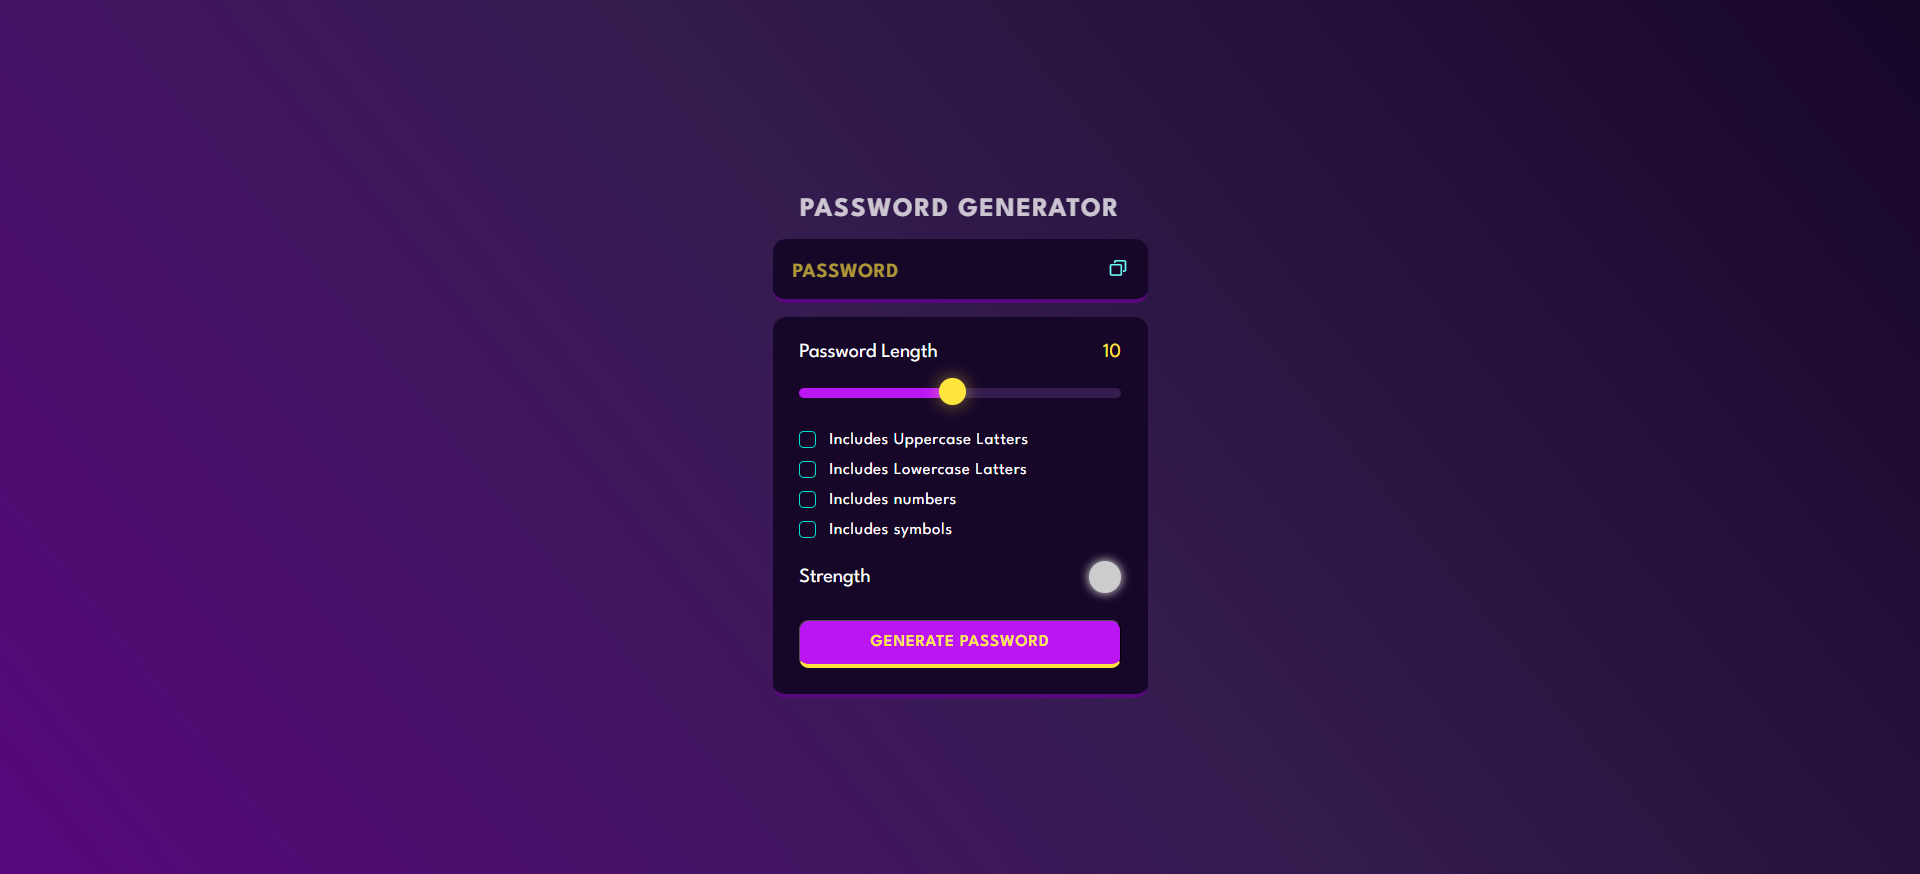 PASSWORD GENERATOR
PASSWORD
Password Length 10
Includes Uppercase Latters
Includes Lowercase Latters
Includes numbers
Includes symbols
Strength
GENERATE PASSWORD